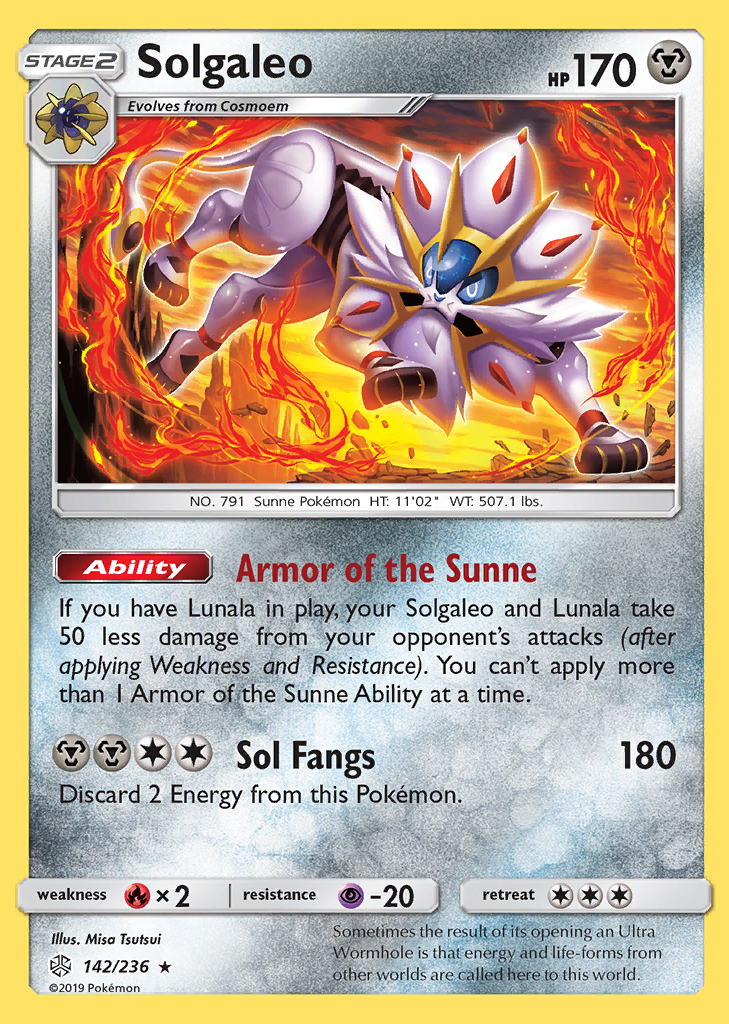 STAGE2
Solgaleo
HP 170
Evolves from Cosmoem
NO. 791 Sunne Pokémon HT: 11'02" WT: 507.1 lbs.
Ability Armor of the Sunne
If you have Lunala in play, your Solgaleo and Lunala take
50 less damage from your opponent's attacks (after
applying Weakness and Resistance). You can't apply more
than 1 Armor of the Sunne Ability at a time.
Sol Fangs 180
Discard 2 Energy from this Pokémon.
weakness ×2 resistance -20 retreat
Illus. Misa Tsutsui
142/236 ★
©2019 Pokémon
Sometimes the result of its opening an Ultra
Wormhole is that energy and life-forms from
other worlds are called here to this world.